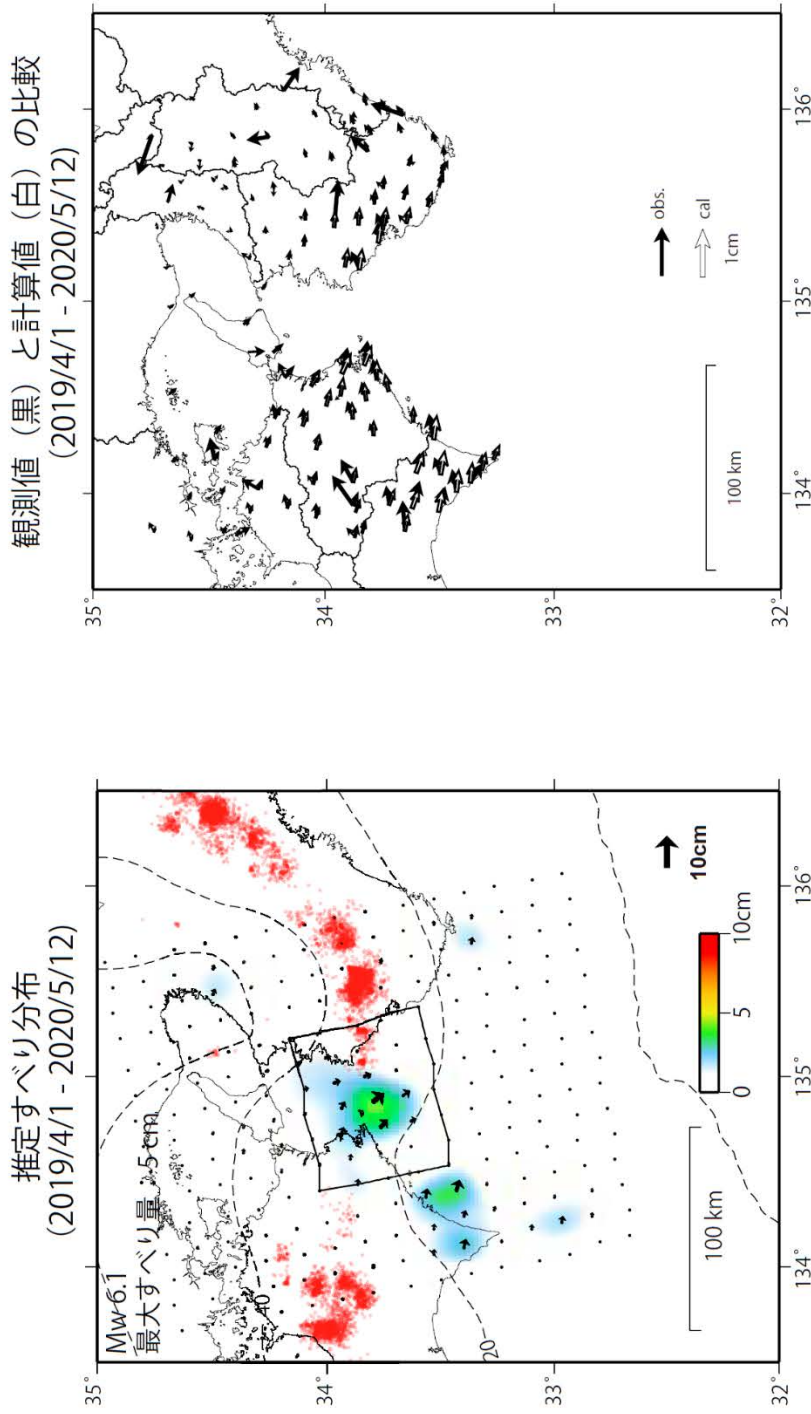 推定すべり分布
(2019/4/1 - 2020/5/12)
Mw 6.1
最大すべり量 : 5 cm
40
20
10cm
0 5 10cm
100 km
35°
34°
33°
32°
134° 135° 136°
観測値（黒）と計算値（白）の比較
(2019/4/1 - 2020/5/12)
obs.
cal
1cm
100 km
35°
34°
33°
32°
134° 135° 136°